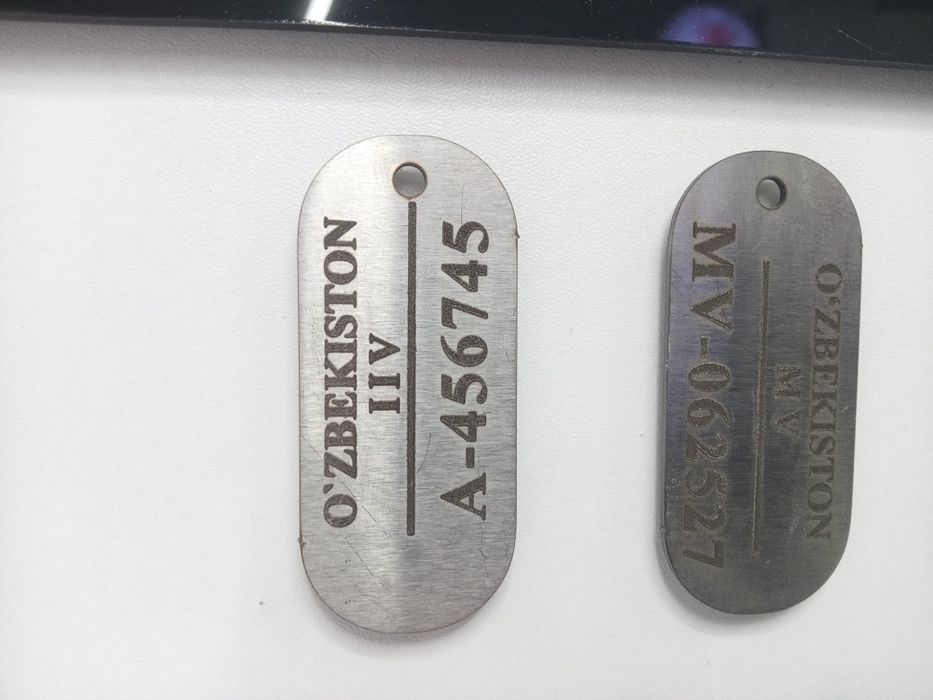 O`ZBEKISTON
IIV
A-456745
O'ZBEKISTON
MV
MV-062527